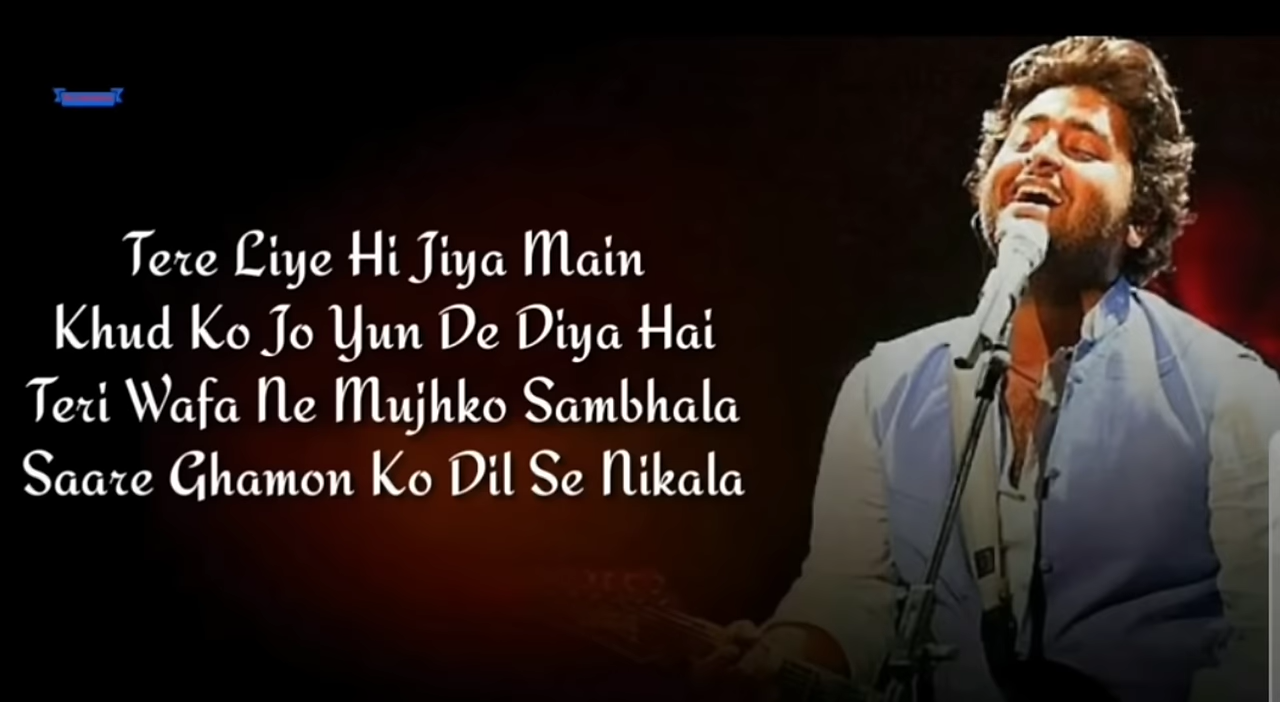 Tere Liye Hi Jiya Main
Khud Ko Jo Yun De Diya Hai
Teri Wafa Ne Mujhko Sambhala
Saare Ghamon Ko Dil Se Nikala